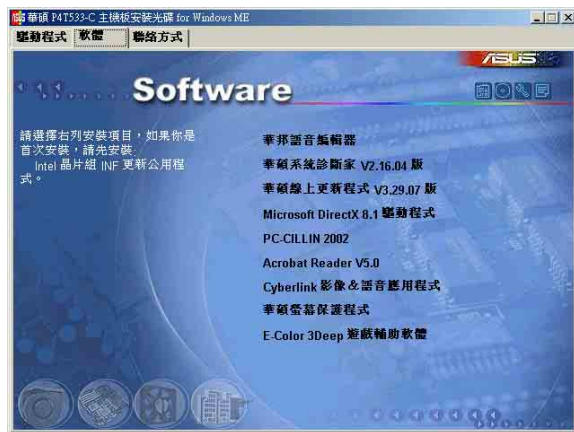 華碩 P4T533-C 主機板安裝光碟 for Windows ME
驅動程式 軟體 聯絡方式
ASUS
Software
請選擇右列安裝項目，如果你是
首次安裝，請先安裝
Intel 晶片組 INF 更新公用程
式。
華邦語音編輯器
華碩系統診斷家 V2.16.04 版
華碩線上更新程式 V3.29.07 版
Microsoft DirectX 8.1 驅動程式
PC-CILLIN 2002
Acrobat Reader V5.0
Cyberlink 影像 & 語音應用程式
華碩螢幕保護程式
E-Color 3Deep 遊戲輔助軟體